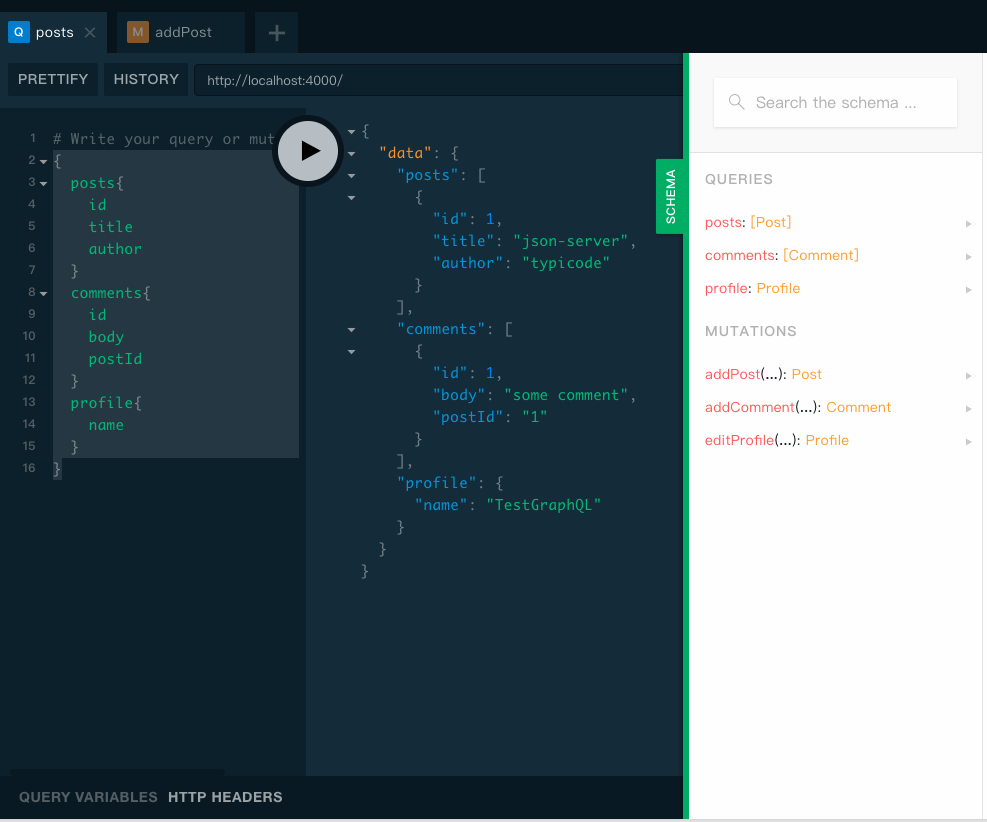 Q posts
M addPost
PRETTIFY HISTORY http://localhost:4000/
1 # Write your query or mut
2 {
3 posts{
4 id
5 title
6 author
7 }
8 comments{
9 id
10 body
11 postId
12 }
13 profile{
14 name
15 }
16 }
{
"data": {
"posts": [
{
"id": 1,
"title": "json-server",
"author": "typicode"
}
],
"comments": [
{
"id": 1,
"body": "some comment",
"postId": "1"
}
],
"profile": {
"name": "TestGraphQL"
}
}
}
QUERY VARIABLES HTTP HEADERS
SCHEMA
Search the schema ...
QUERIES
posts: [Post]
comments: [Comment]
profile: Profile
MUTATIONS
addPost(...): Post
addComment(...): Comment
editProfile(...): Profile